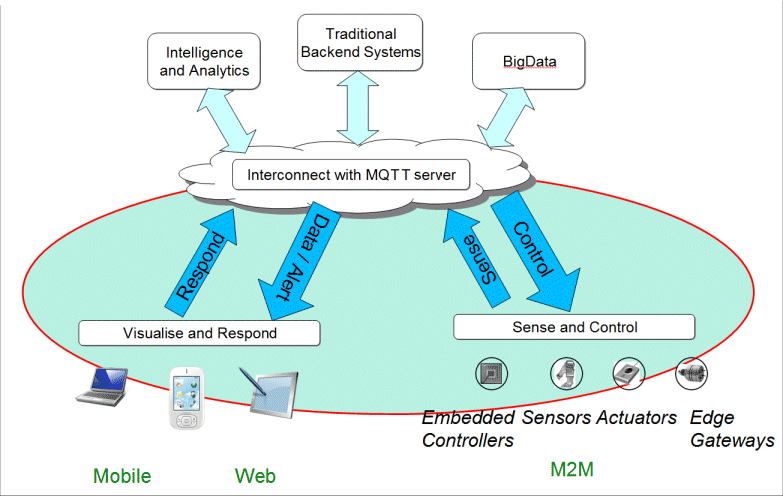 Intelligence
and Analytics
Traditional
Backend Systems
BigData
Interconnect with MQTT server
Respond
Data / Alert
Sense
Control
Visualise and Respond
Sense and Control
Embedded
Controllers
Sensors
Actuators
Edge
Gateways
Mobile
Web
M2M